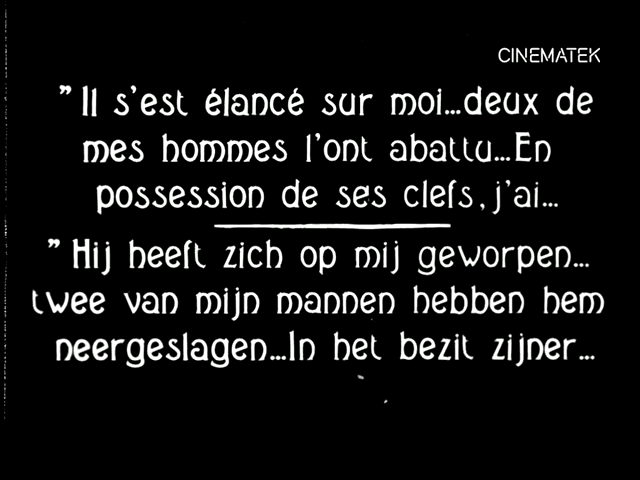 CINEMATEK
” Il s'est élancé sur moi...deux de
mes hommes l'ont abattu...En
possession de ses clefs, j'ai...
” Hij heeft zich op mij geworpen...
twee van mijn mannen hebben hem
neergeslagen...In het bezit zijner...